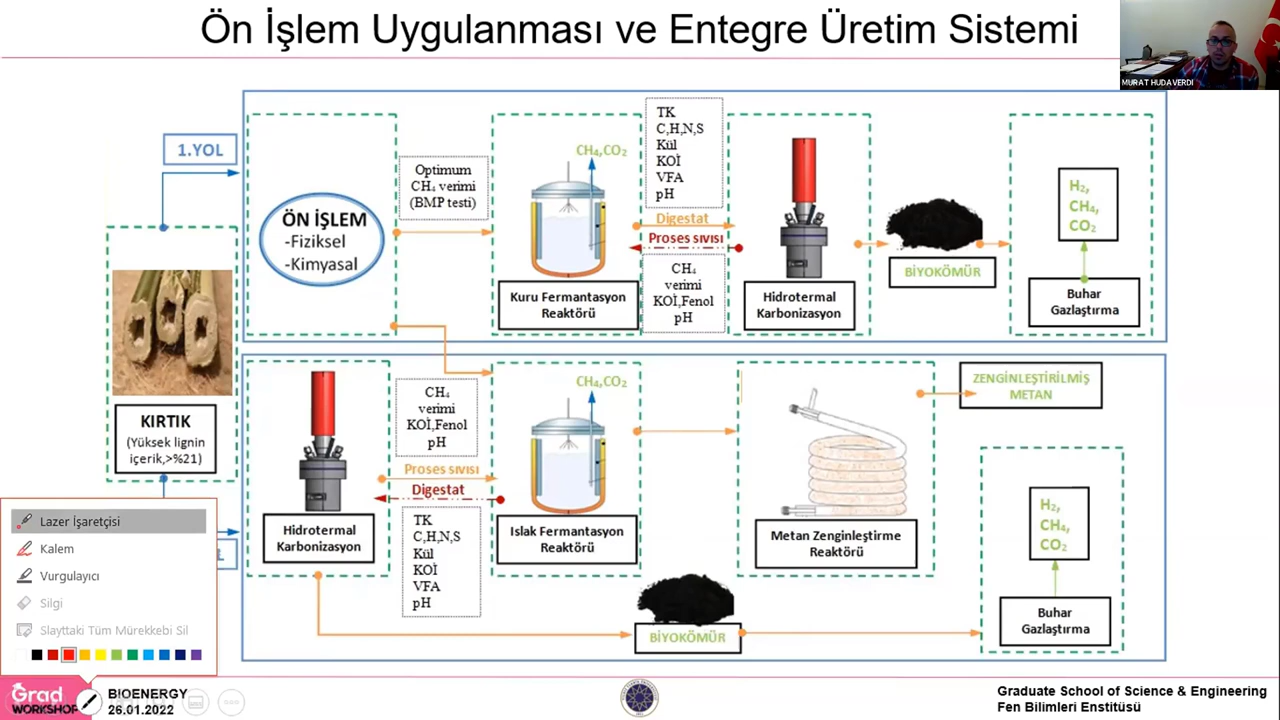 Ön İşlem Uygulanması ve Entegre Üretim Sistemi
MURAT HUDAVERDI
1.YOL
ÖN İŞLEM
-Fiziksel
-Kimyasal
Optimum
CH₄ verimi
(BMP testi)
CH₄,CO₂
Kuru Fermantasyon
Reaktörü
TK
C,H,N,S
Kül
KOİ
VFA
pH
Digestat
Proses sıvısı
CH₄
verimi
KOİ,Fenol
pH
Hidrotermal
Karbonizasyon
BİYOKÖMÜR
H₂,
CH₄,
CO₂
Buhar
Gazlaştırma
KIRTIK
(Yüksek lignin
içerik,>%21)
Hidrotermal
Karbonizasyon
CH₄
verimi
KOİ,Fenol
pH
Proses sıvısı
Digestat
TK
C,H,N,S
Kül
KOİ
VFA
pH
CH₄,CO₂
Islak Fermantasyon
Reaktörü
Metan Zenginleştirme
Reaktörü
ZENGİNLEŞTİRİLMİŞ
METAN
BİYOKÖMÜR
H₂,
CH₄,
CO₂
Buhar
Gazlaştırma
L
Lazer İşaretçisi
Kalem
Vurgulayıcı
Silgi
Slayttaki Tüm Mürekkebi Sil
Grad
WORKSHOP
BIOENERGY
26.01.2022
Graduate School of Science & Engineering
Fen Bilimleri Enstitüsü